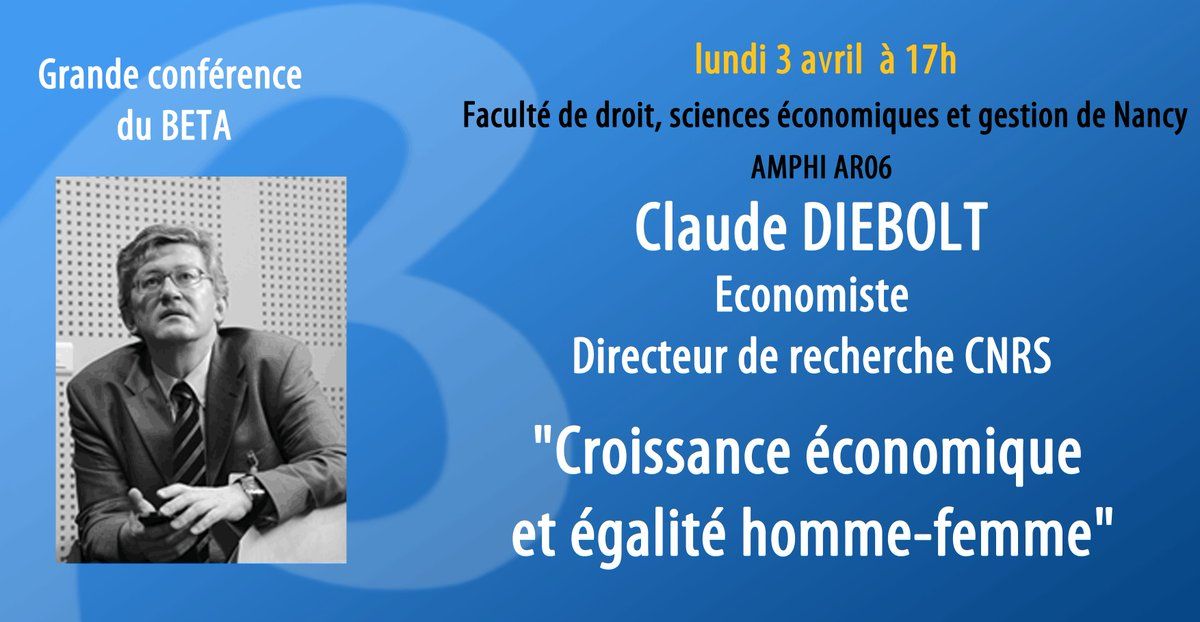 Grande conférence
du BETA
lundi 3 avril à 17h
Faculté de droit, sciences économiques et gestion de Nancy
AMPHI AR06
Claude DIEBOLT
Economiste
Directeur de recherche CNRS
"Croissance économique
et égalité homme-femme"